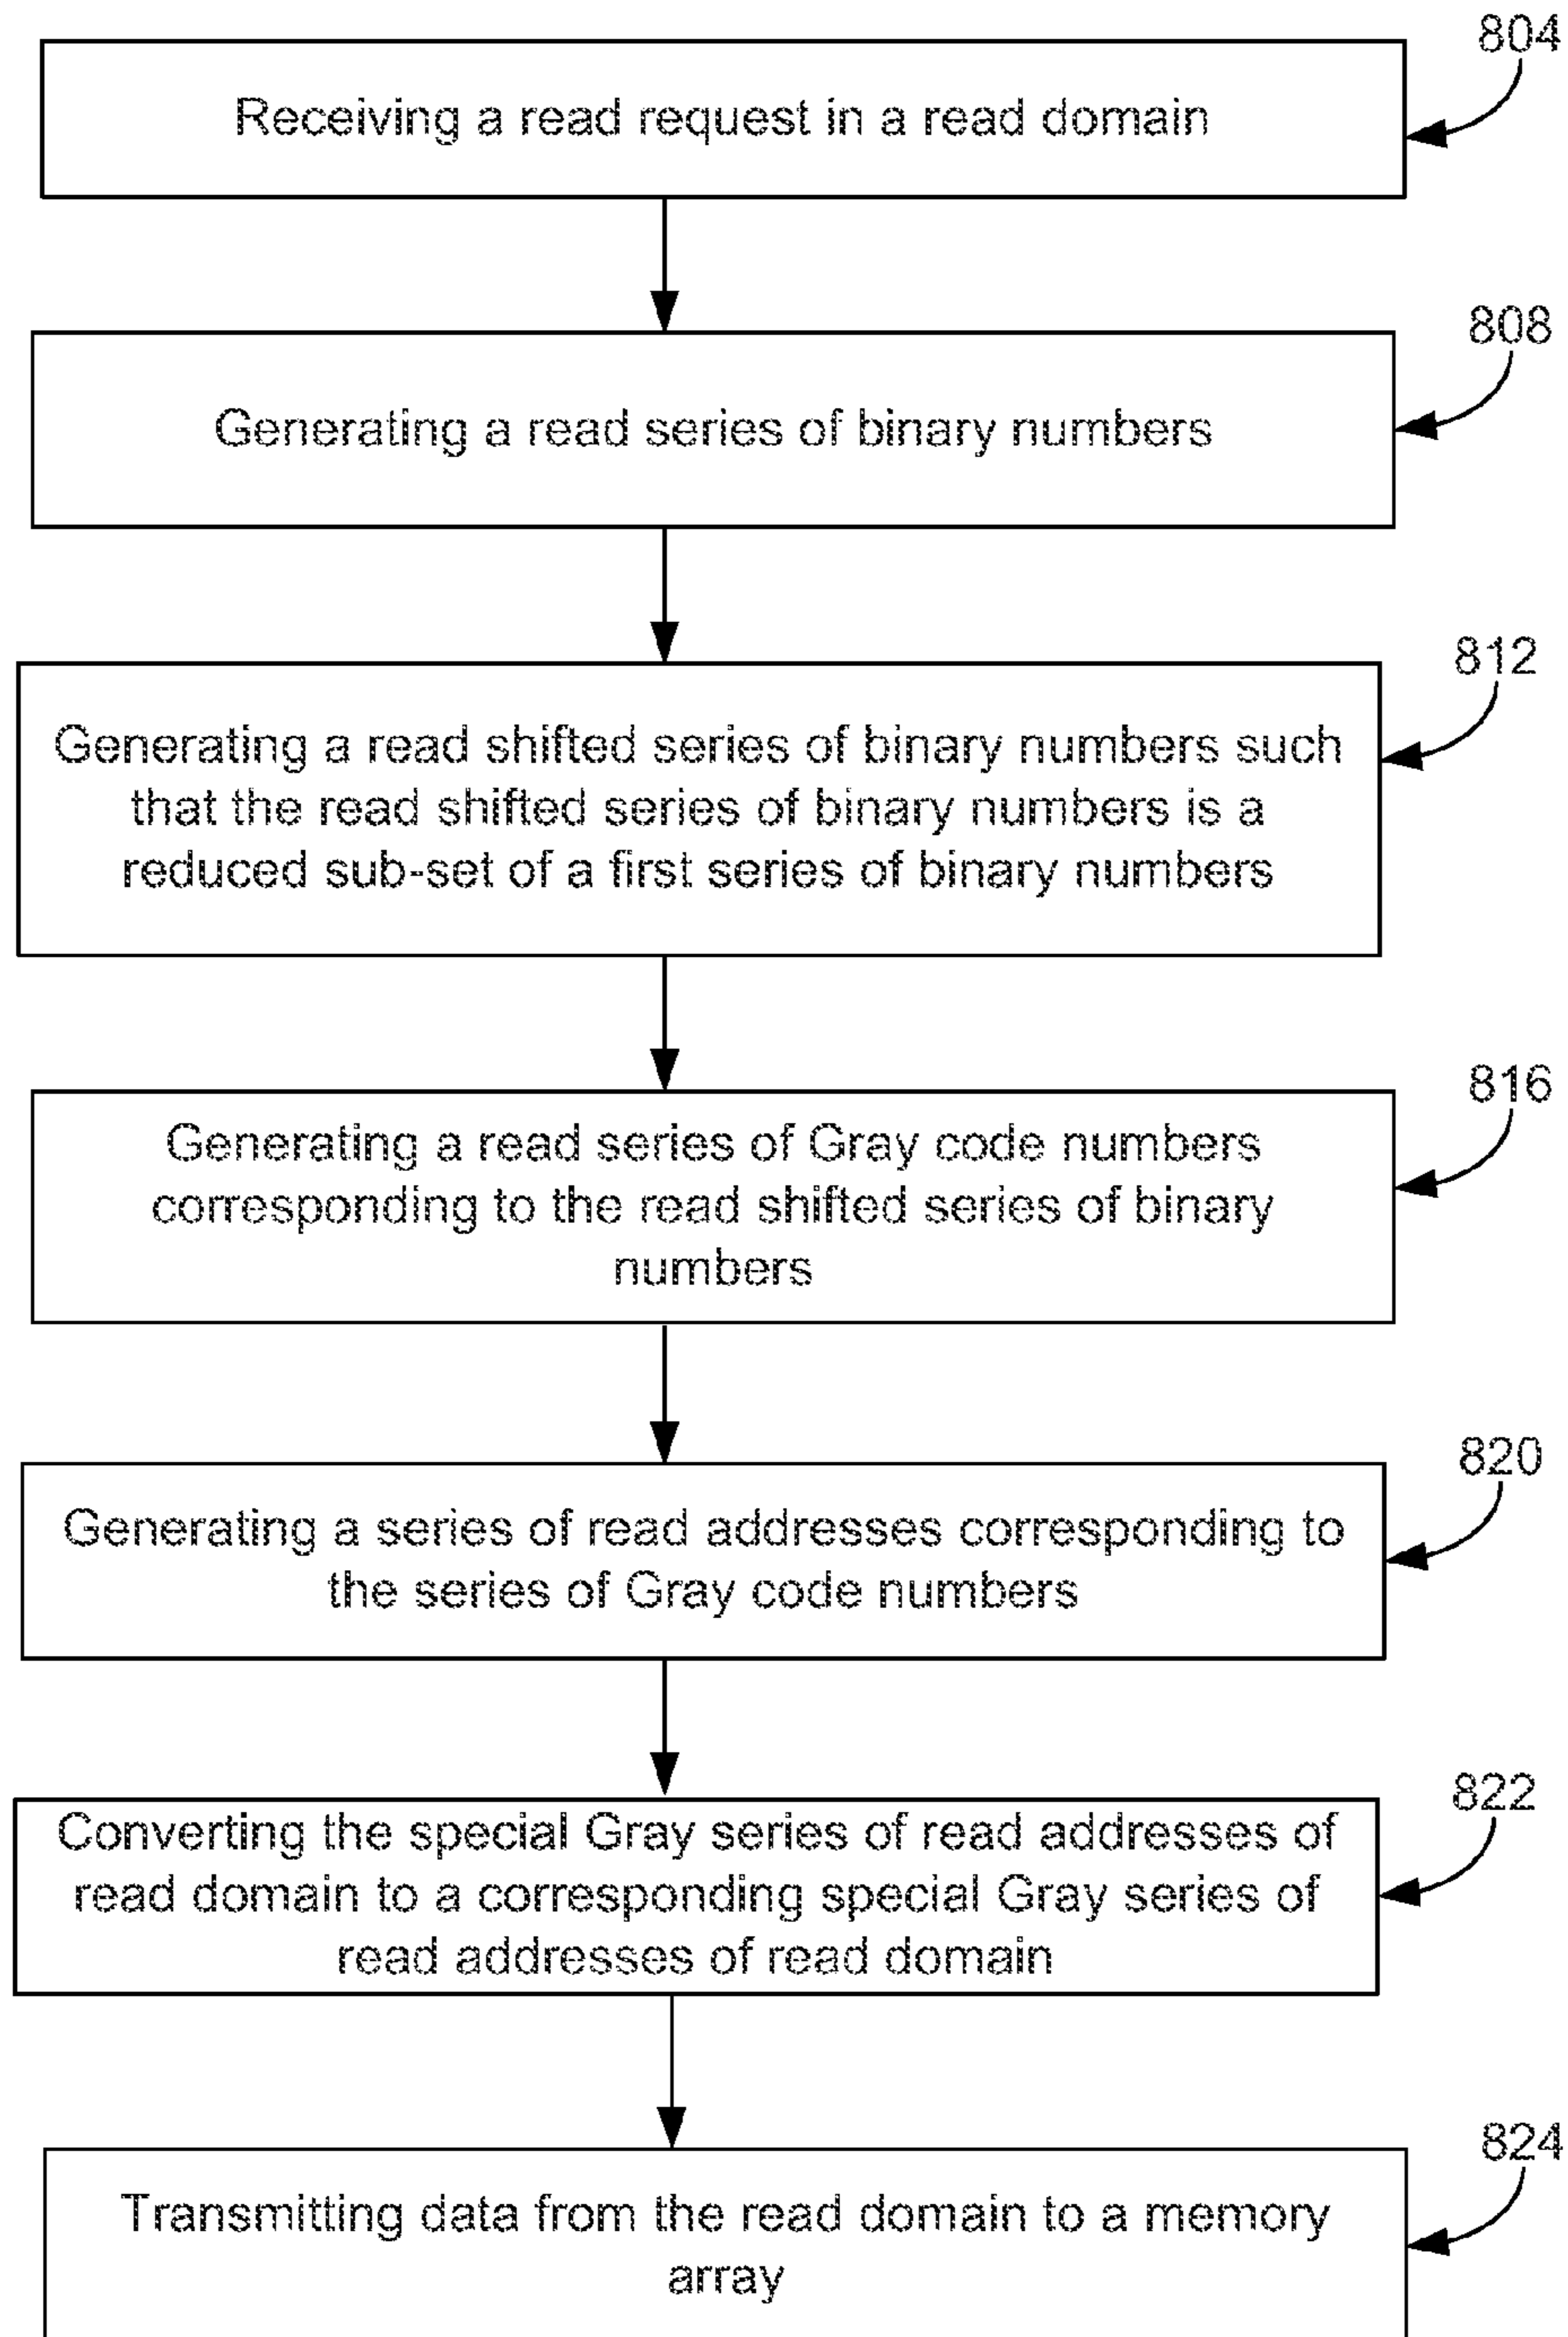 804
Receiving a read request in a read domain
808
Generating a read series of binary numbers
812
Generating a read shifted series of binary numbers such
that the read shifted series of binary numbers is a
reduced sub-set of a first series of binary numbers
816
Generating a read series of Gray code numbers
corresponding to the read shifted series of binary
numbers
820
Generating a series of read addresses corresponding to
the series of Gray code numbers
822
Converting the special Gray series of read addresses of
read domain to a corresponding special Gray series of
read addresses of read domain
824
Transmitting data from the read domain to a memory
array